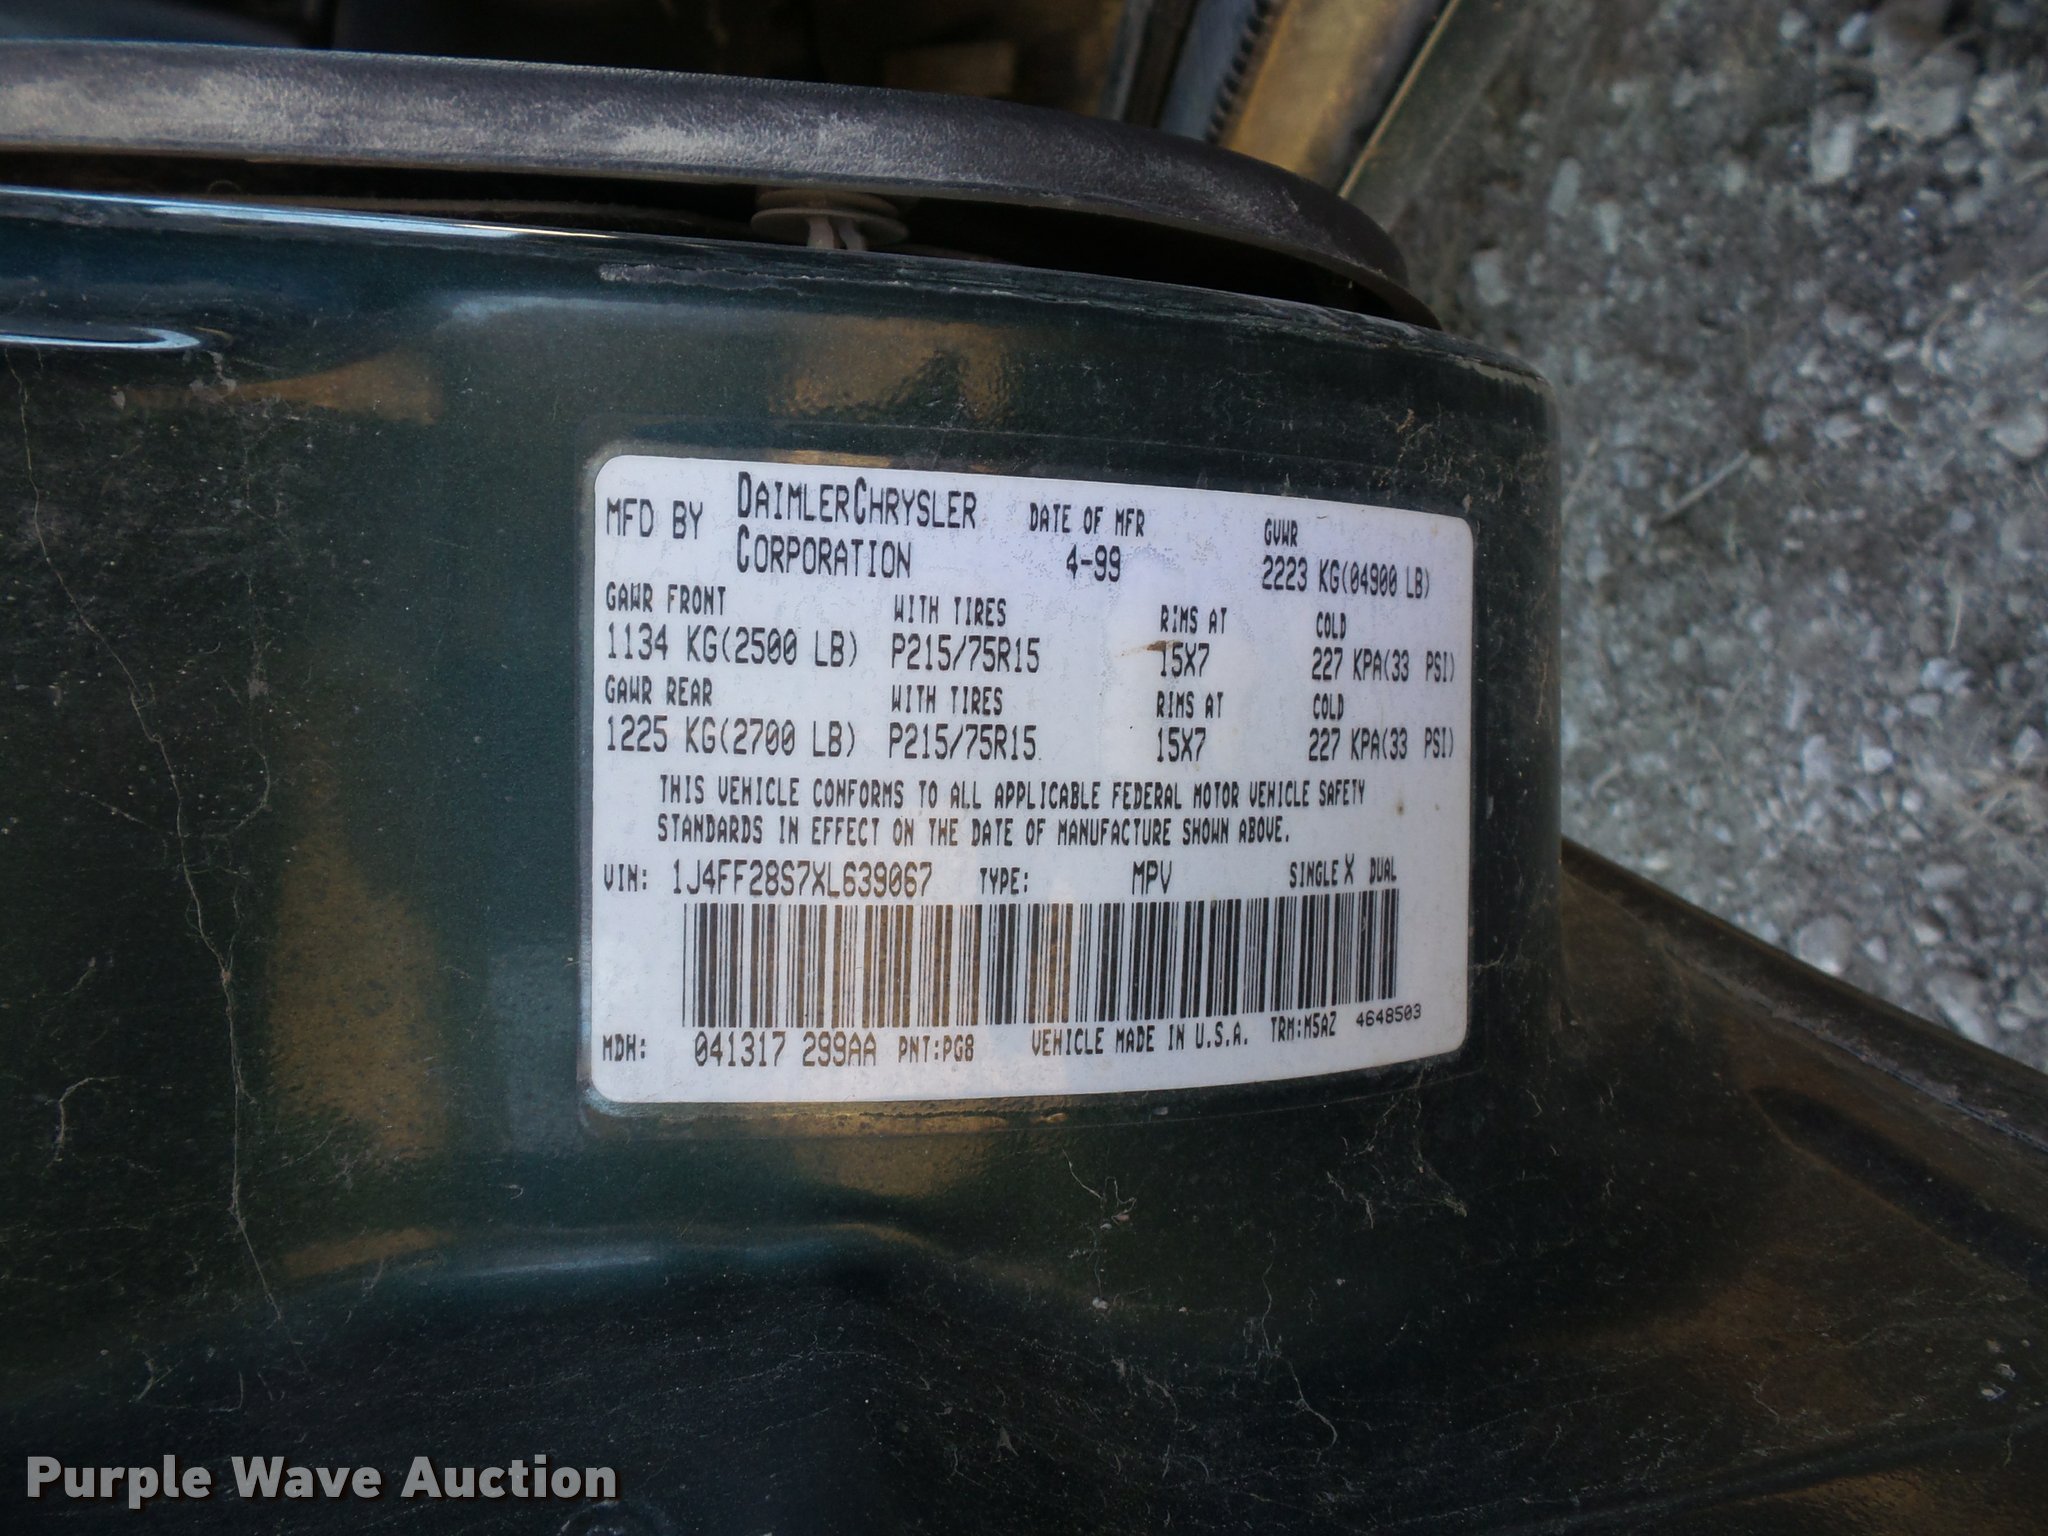 MFD BY DAIMLERCHRYSLER CORPORATION DATE OF MFR 4-99 GVWR 2223 KG(04900 LB)
GAWR FRONT WITH TIRES RIMS AT COLD
1134 KG(2500 LB) P215/75R15 15X7 227 KPA(33 PSI)
GAWR REAR WITH TIRES RIMS AT COLD
1225 KG(2700 LB) P215/75R15 15X7 227 KPA(33 PSI)
THIS VEHICLE CONFORMS TO ALL APPLICABLE FEDERAL MOTOR VEHICLE SAFETY
STANDARDS IN EFFECT ON THE DATE OF MANUFACTURE SHOWN ABOVE.
VIN: 1J4FF28S7XL639067 TYPE: MPV SINGLE X DUAL
MDH: 041317 299AA PNT:PG8 VEHICLE MADE IN U.S.A. TRM:M5AZ 4648503
Purple Wave Auction